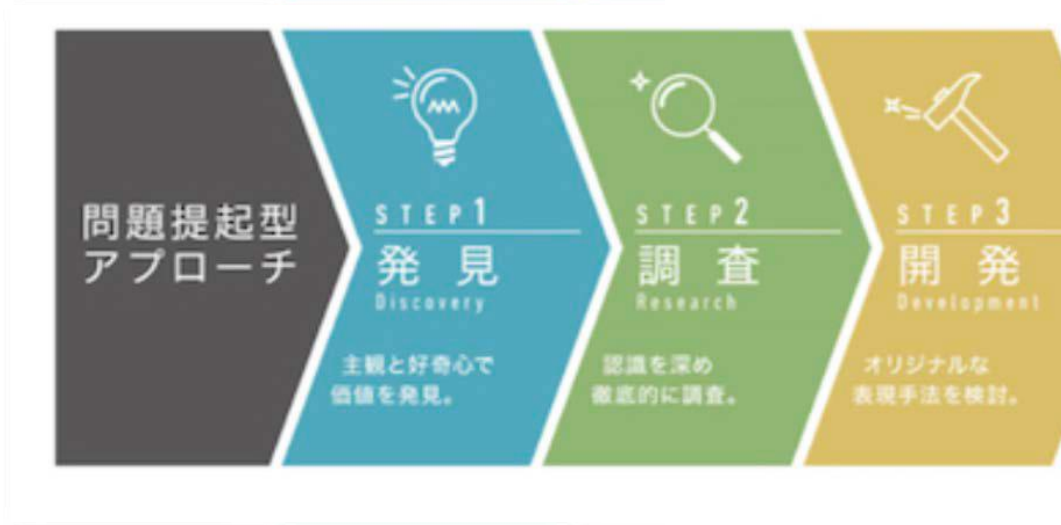 問題提起型
アプローチ
STEP1
発見
Discovery
主観と好奇心で
価値を発見。
STEP2
調査
Research
認識を深め
徹底的に調査。
STEP3
開発
Development
オリジナルな
表現手法を検討。